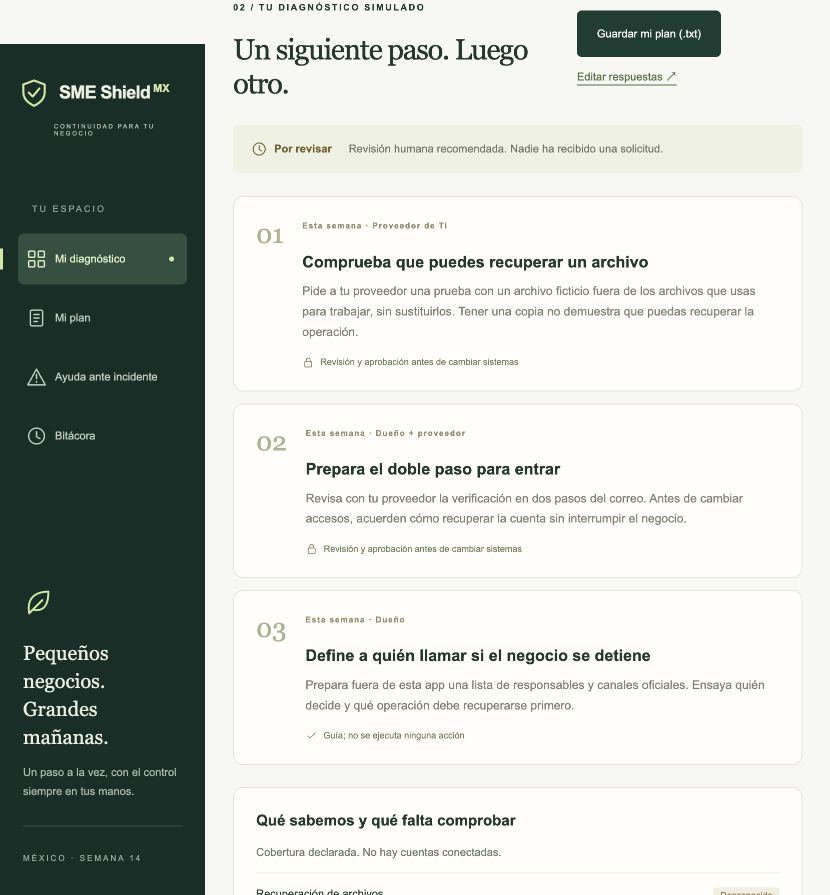 SME Shield MX
CONTINUIDAD PARA TU
NEGOCIO
TU ESPACIO
Mi diagnóstico
Mi plan
Ayuda ante incidente
Bitácora
Pequeños
negocios.
Grandes
mañanas.
Un paso a la vez, con el control
siempre en tus manos.
MÉXICO · SEMANA 14
02 / TU DIAGNÓSTICO SIMULADO
Un siguiente paso. Luego
otro.
Guardar mi plan (.txt)
Editar respuestas ↗
Por revisar Revisión humana recomendada. Nadie ha recibido una solicitud.
01
Esta semana · Proveedor de TI
Comprueba que puedes recuperar un archivo
Pide a tu proveedor una prueba con un archivo ficticio fuera de los archivos que usas
para trabajar, sin sustituirlos. Tener una copia no demuestra que puedas recuperar la
operación.
Revisión y aprobación antes de cambiar sistemas
02
Esta semana · Dueño + proveedor
Prepara el doble paso para entrar
Revisa con tu proveedor la verificación en dos pasos del correo. Antes de cambiar
accesos, acuerden cómo recuperar la cuenta sin interrumpir el negocio.
Revisión y aprobación antes de cambiar sistemas
03
Esta semana · Dueño
Define a quién llamar si el negocio se detiene
Prepara fuera de esta app una lista de responsables y canales oficiales. Ensaya quién
decide y qué operación debe recuperarse primero.
Guía; no se ejecuta ninguna acción
Qué sabemos y qué falta comprobar
Cobertura declarada. No hay cuentas conectadas.
Recuperación de archivos Desconocido